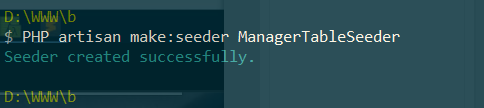 D:\WWW\b
$ PHP artisan make:seeder ManagerTableSeeder
Seeder created successfully.
D:\WWW\b